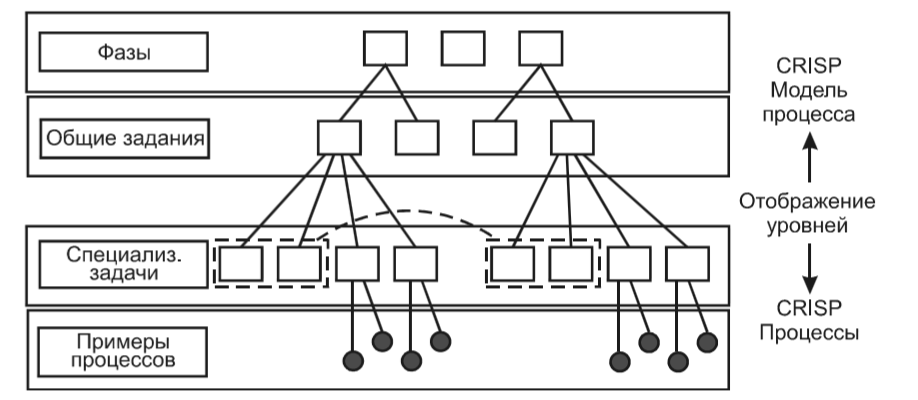 Фазы
Общие задания
Специализ.
задачи
Примеры
процессов
CRISP
Модель
процесса
Отображение
уровней
CRISP
Процессы